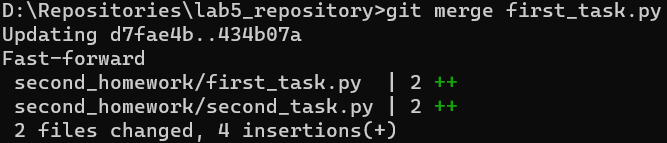 D:\Repositories\lab5_repository>git merge first_task.py
Updating d7fae4b..434b07a
Fast-forward
 second_homework/first_task.py  | 2 ++
 second_homework/second_task.py | 2 ++
 2 files changed, 4 insertions(+)